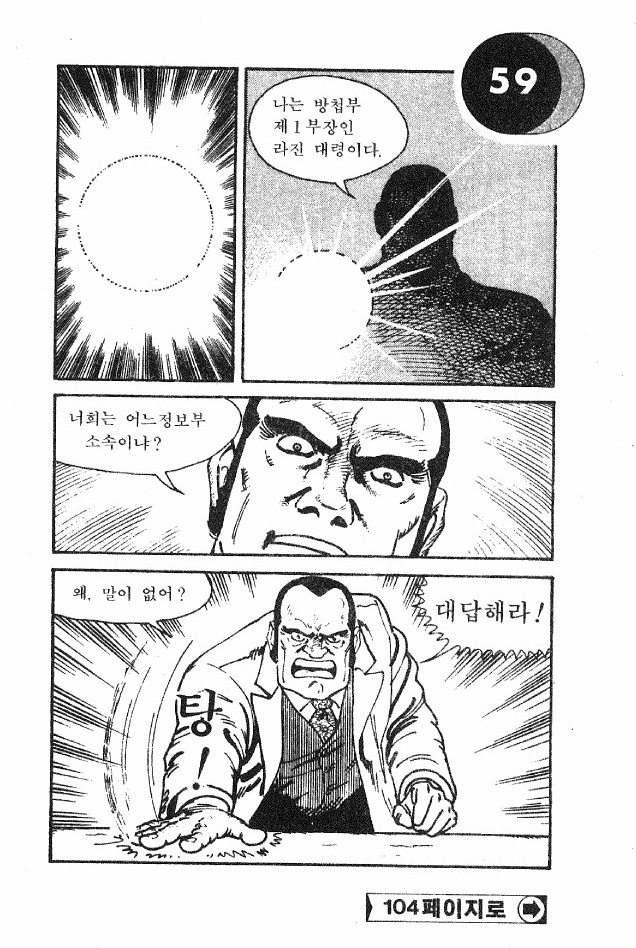 59
나는 방첩부
제1부장인
라진 대령이다.
너희는 어느정보부
소속이냐?
왜, 말이 없어?
대답해라!
탕!
104페이지로